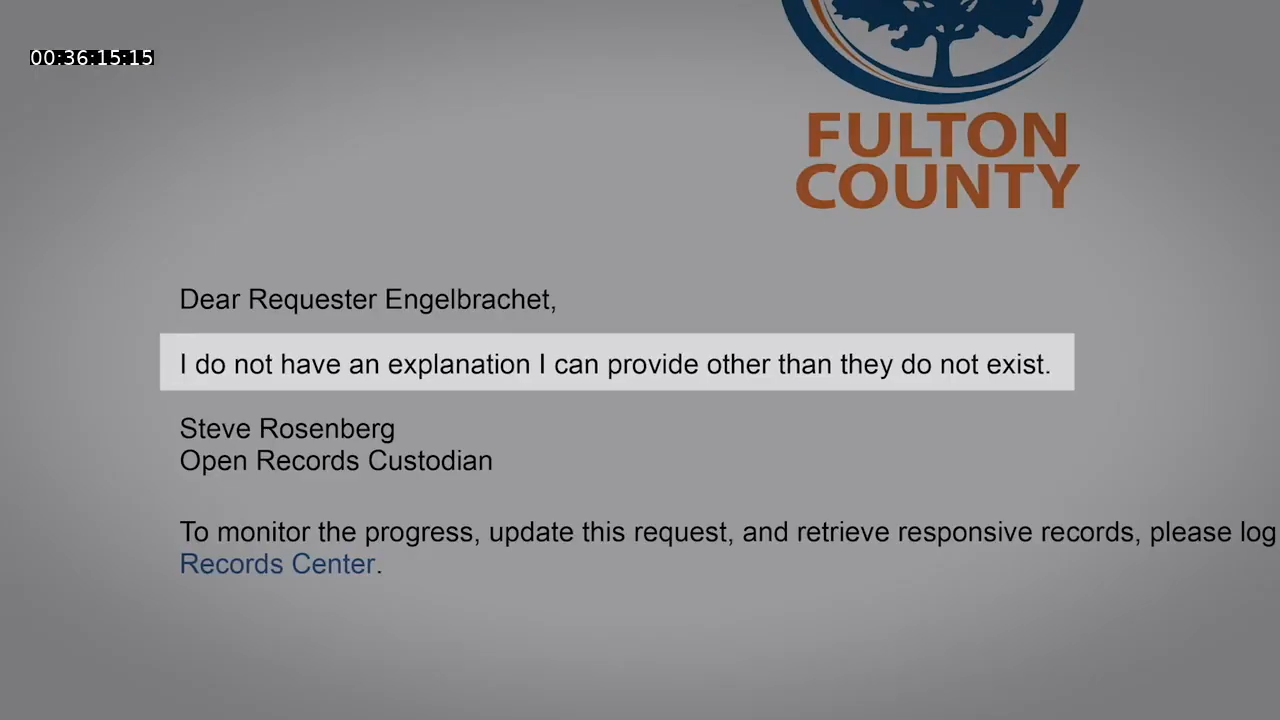 00:36:15:15
FULTON
COUNTY
Dear Requester Engelbrachet,
I do not have an explanation I can provide other than they do not exist.
Steve Rosenberg
Open Records Custodian
To monitor the progress, update this request, and retrieve responsive records, please log
Records Center.